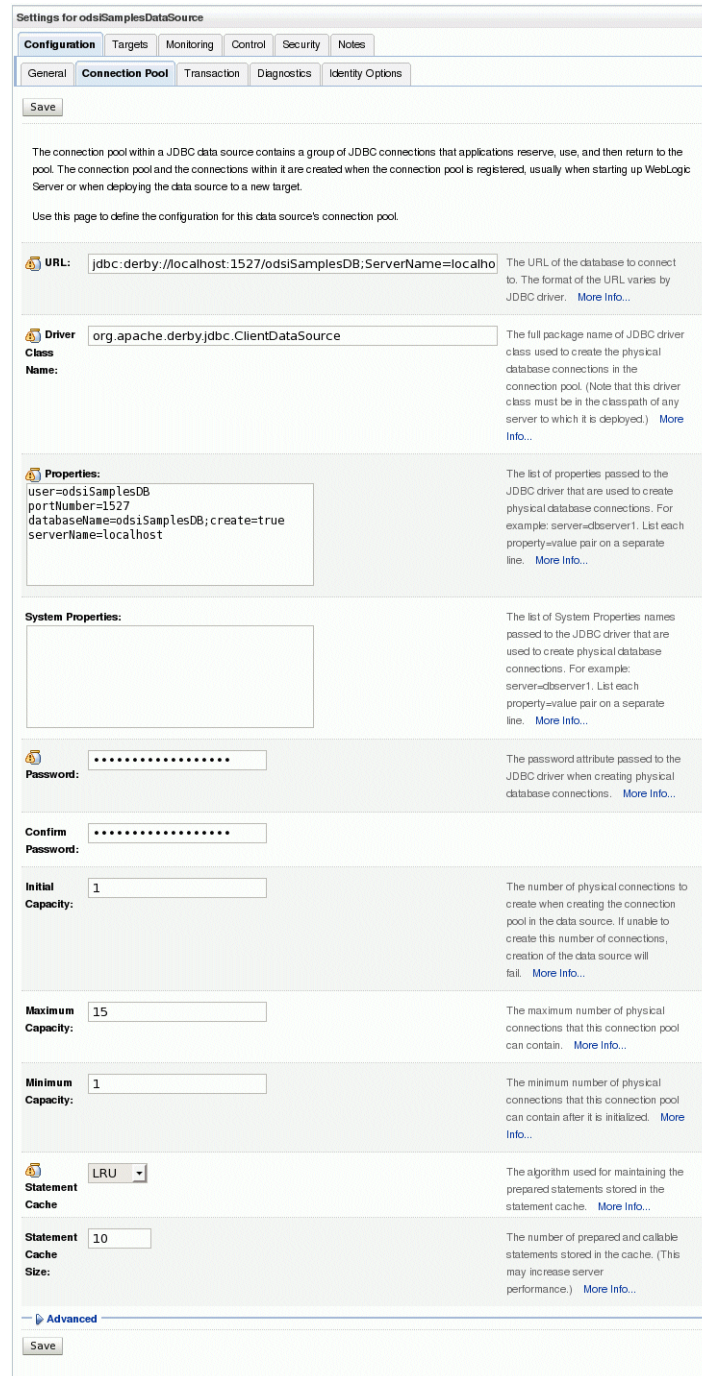 Settings for odsiSamplesDataSource
Configuration Targets Monitoring Control Security Notes
General Connection Pool Transaction Diagnostics Identity Options
Save
The connection pool within a JDBC data source contains a group of JDBC connections that applications reserve, use, and then return to the
pool. The connection pool and the connections within it are created when the connection pool is registered, usually when starting up WebLogic
Server or when deploying the data source to a new target.
Use this page to define the configuration for this data source's connection pool.
URL:
jdbc:derby://localhost:1527/odsiSamplesDB;ServerName=localho
The URL of the database to connect
to. The format of the URL varies by
JDBC driver. More Info...
Driver
Class
Name:
org.apache.derby.jdbc.ClientDataSource
The full package name of JDBC driver
class used to create the physical
database connections in the
connection pool. (Note that this driver
class must be in the classpath of any
server to which it is deployed.) More
Info...
Properties:
user=odsiSamplesDB
portNumber=1527
databaseName=odsiSamplesDB;create=true
serverName=localhost
The list of properties passed to the
JDBC driver that are used to create
physical database connections. For
example: server=dbserver1. List each
property=value pair on a separate
line. More Info...
System Properties:
The list of System Properties names
passed to the JDBC driver that are
used to create physical database
connections. For example:
server=dbserver1. List each
property=value pair on a separate
line. More Info...
Password:
••••••••••••••••••
The password attribute passed to the
JDBC driver when creating physical
database connections. More Info...
Confirm
Password:
••••••••••••••••••
Initial
Capacity:
1
The number of physical connections to
create when creating the connection
pool in the data source. If unable to
create this number of connections,
creation of the data source will
fail. More Info...
Maximum
Capacity:
15
The maximum number of physical
connections that this connection pool
can contain. More Info...
Minimum
Capacity:
1
The minimum number of physical
connections that this connection pool
can contain after it is initialized. More
Info...
Statement
Cache
LRU
The algorithm used for maintaining the
prepared statements stored in the
statement cache. More Info...
Statement
Cache
Size:
10
The number of prepared and callable
statements stored in the cache. (This
may increase server
performance.) More Info...
Advanced
Save